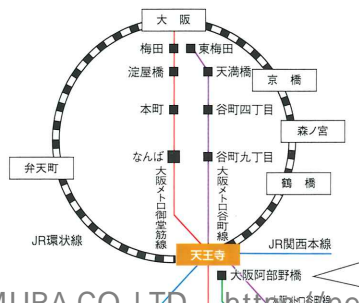 大 阪
梅田
東梅田
淀屋橋
天満橋
京 橋
本町
谷町四丁目
森ノ宮
なんば
谷町九丁目
弁天町
鶴 橋
大阪メトロ御堂筋線
大阪メトロ谷町線
JR環状線
天王寺
JR関西本線
大阪阿部野橋
MURA CO.,LTD.